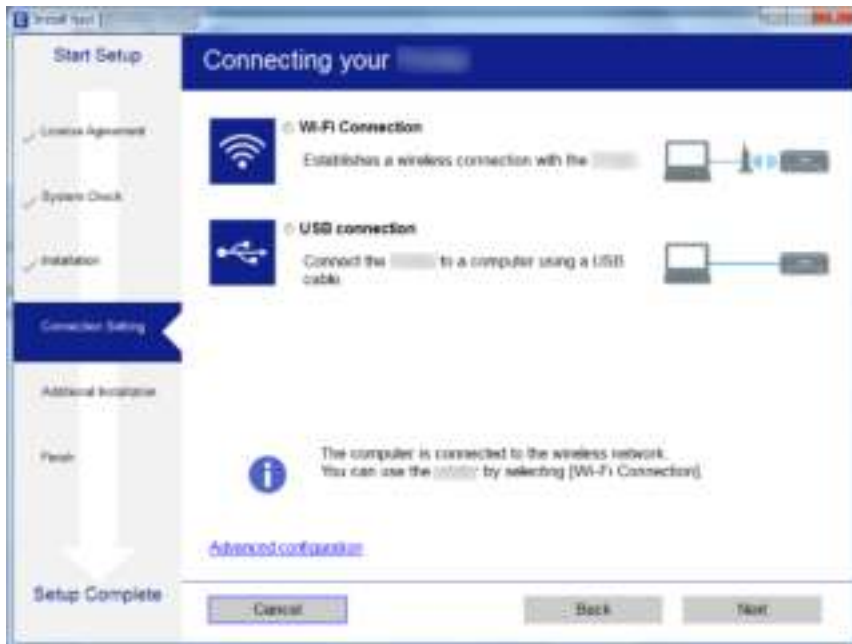 Install Navi [
Start Setup
Connecting your
License Agreement
Wi-Fi Connection
Establishes a wireless connection with the
System Check
USB connection
Installation
Connect the to a computer using a USB
cable.
Connection Setting
Additional Installation
Finish
The computer is connected to the wireless network.
You can use the by selecting [Wi-Fi Connection].
Advanced configuration
Setup Complete
Cancel
Back
Next